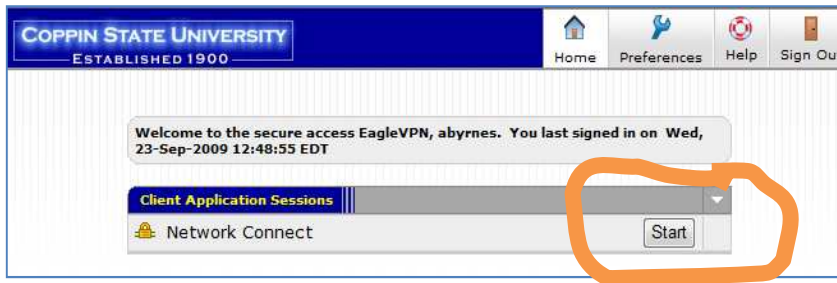 COPPIN STATE UNIVERSITY
ESTABLISHED 1900
Home Preferences Help Sign Ou
Welcome to the secure access EagleVPN, abyrnes. You last signed in on Wed,
23-Sep-2009 12:48:55 EDT
Client Application Sessions
Network Connect Start